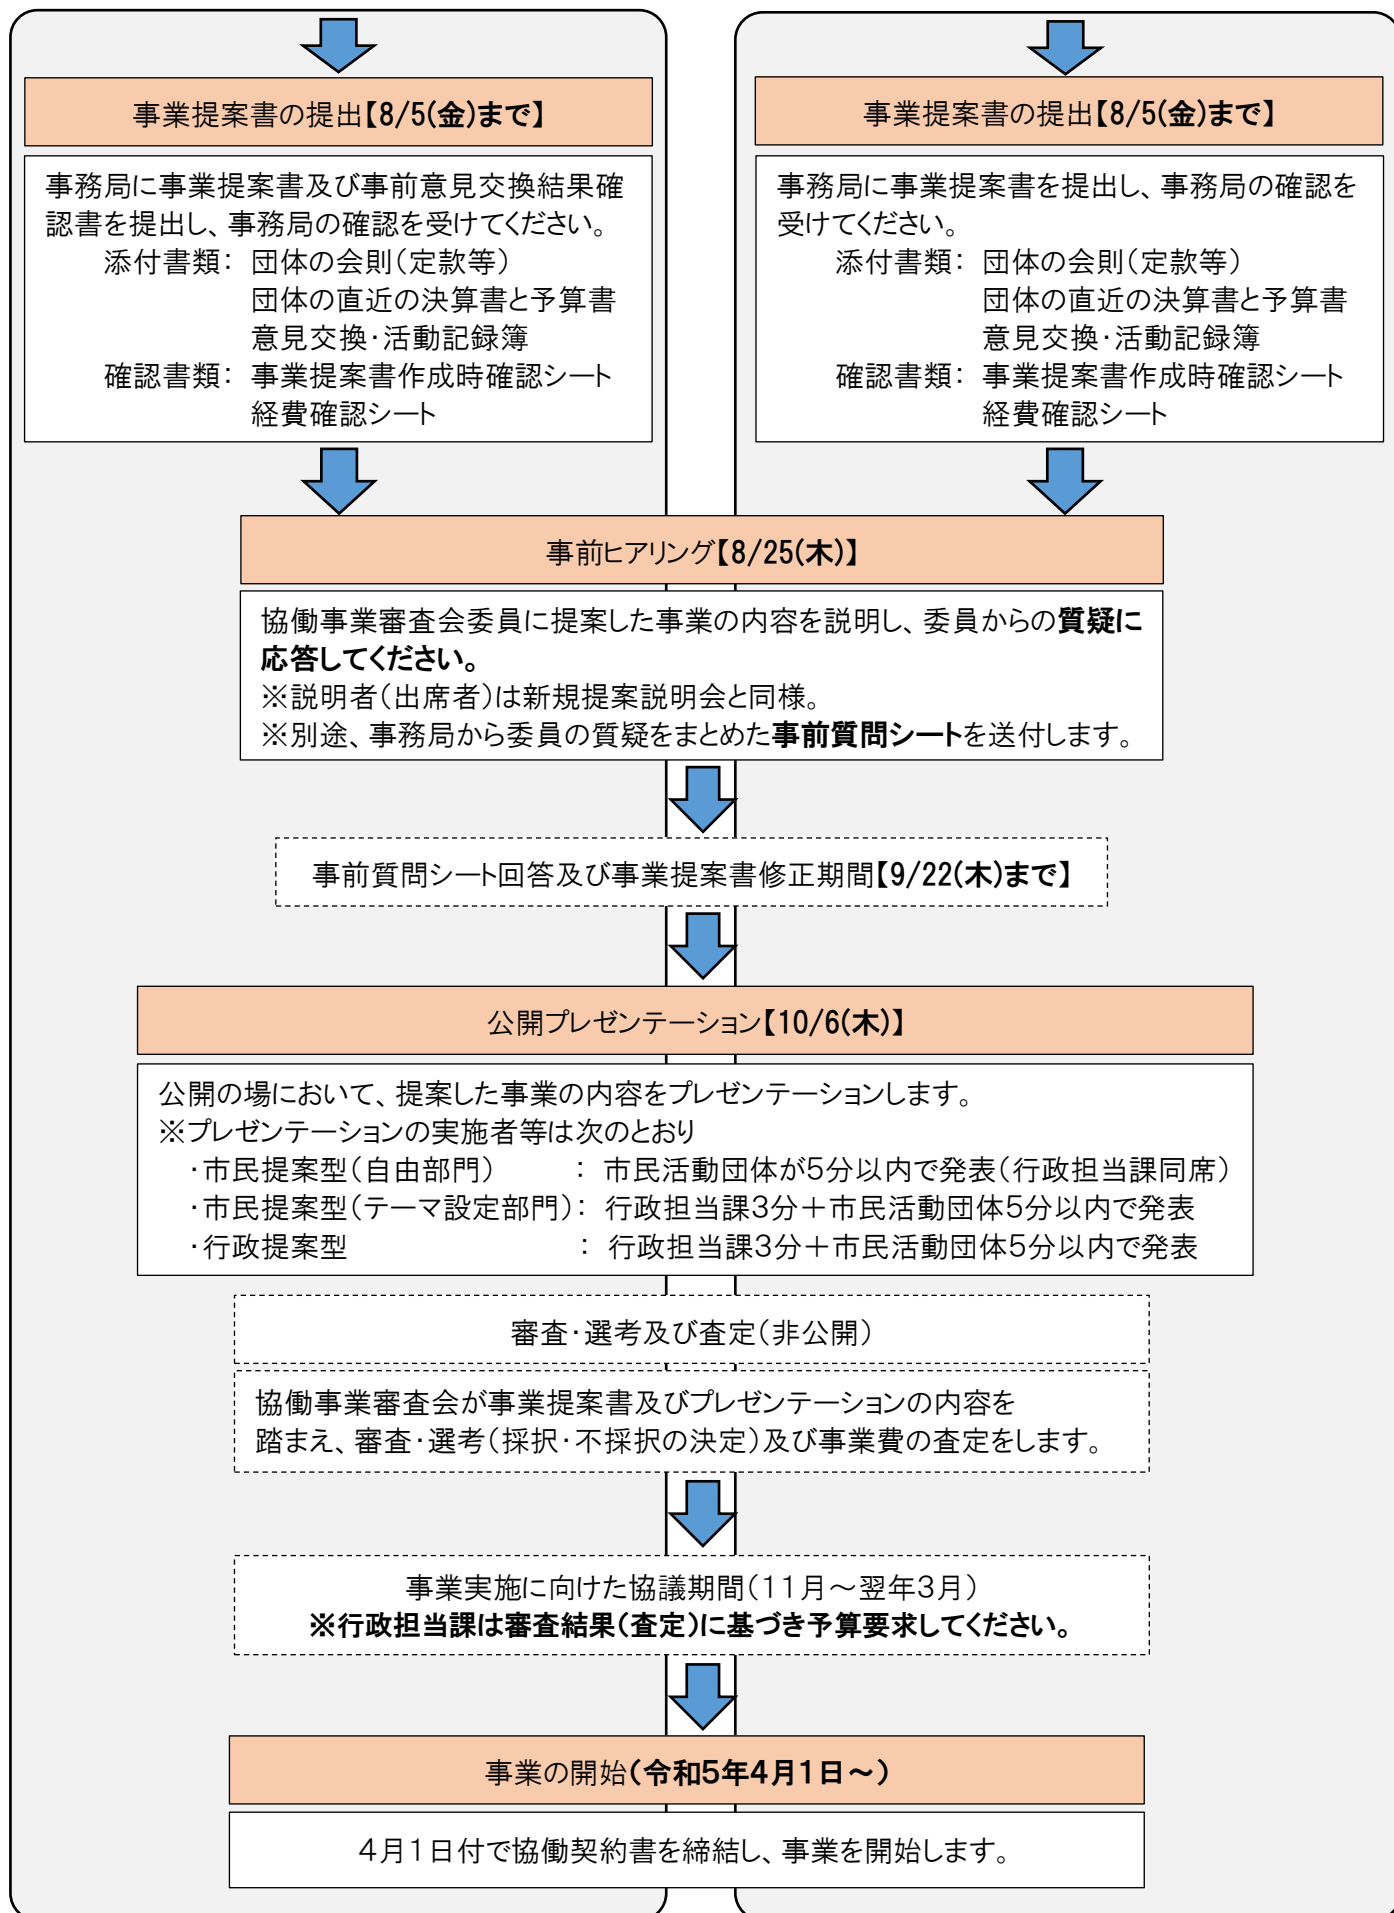 事業提案書の提出【8/5(金)まで】
事務局に事業提案書及び事前意見交換結果確
認書を提出し、事務局の確認を受けてください。
添付書類： 団体の会則（定款等）
団体の直近の決算書と予算書
意見交換・活動記録簿
確認書類： 事業提案書作成時確認シート
経費確認シート
事業提案書の提出【8/5(金)まで】
事務局に事業提案書を提出し、事務局の確認を
受けてください。
添付書類： 団体の会則（定款等）
団体の直近の決算書と予算書
意見交換・活動記録簿
確認書類： 事業提案書作成時確認シート
経費確認シート
事前ヒアリング【8/25(木)】
協働事業審査会委員に提案した事業の内容を説明し、委員からの質疑に
応答してください。
※説明者（出席者）は新規提案説明会と同様。
※別途、事務局から委員の質疑をまとめた事前質問シートを送付します。
事前質問シート回答及び事業提案書修正期間【9/22(木)まで】
公開プレゼンテーション【10/6(木)】
公開の場において、提案した事業の内容をプレゼンテーションします。
※プレゼンテーションの実施者等は次のとおり
・市民提案型（自由部門） ： 市民活動団体が5分以内で発表（行政担当課同席）
・市民提案型（テーマ設定部門）： 行政担当課3分＋市民活動団体5分以内で発表
・行政提案型 ： 行政担当課3分＋市民活動団体5分以内で発表
審査・選考及び査定（非公開）
協働事業審査会が事業提案書及びプレゼンテーションの内容を
踏まえ、審査・選考（採択・不採択の決定）及び事業費の査定をします。
事業実施に向けた協議期間（11月～翌年3月）
※行政担当課は審査結果（査定）に基づき予算要求してください。
事業の開始（令和5年4月1日～）
4月1日付で協働契約書を締結し、事業を開始します。